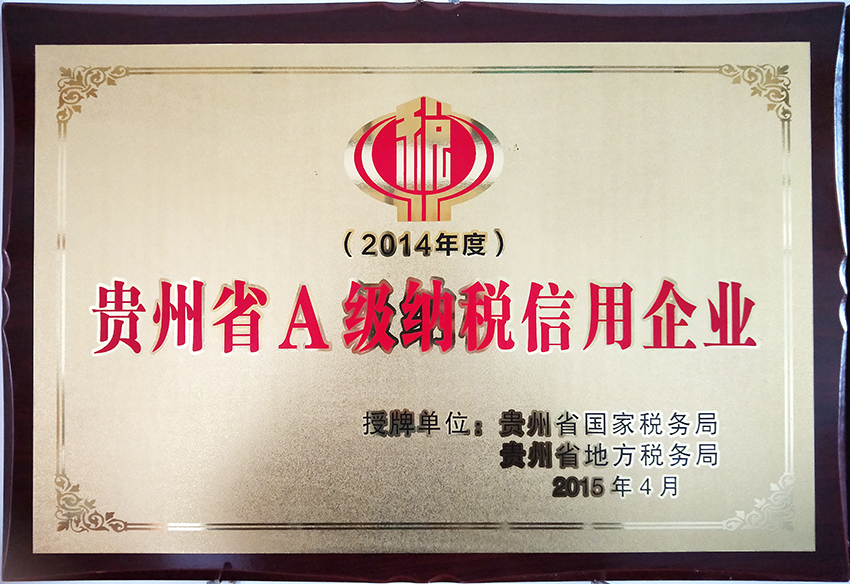 税
（2014年度）
贵州省A级纳税信用企业
授牌单位：贵州省国家税务局
贵州省地方税务局
2015年4月